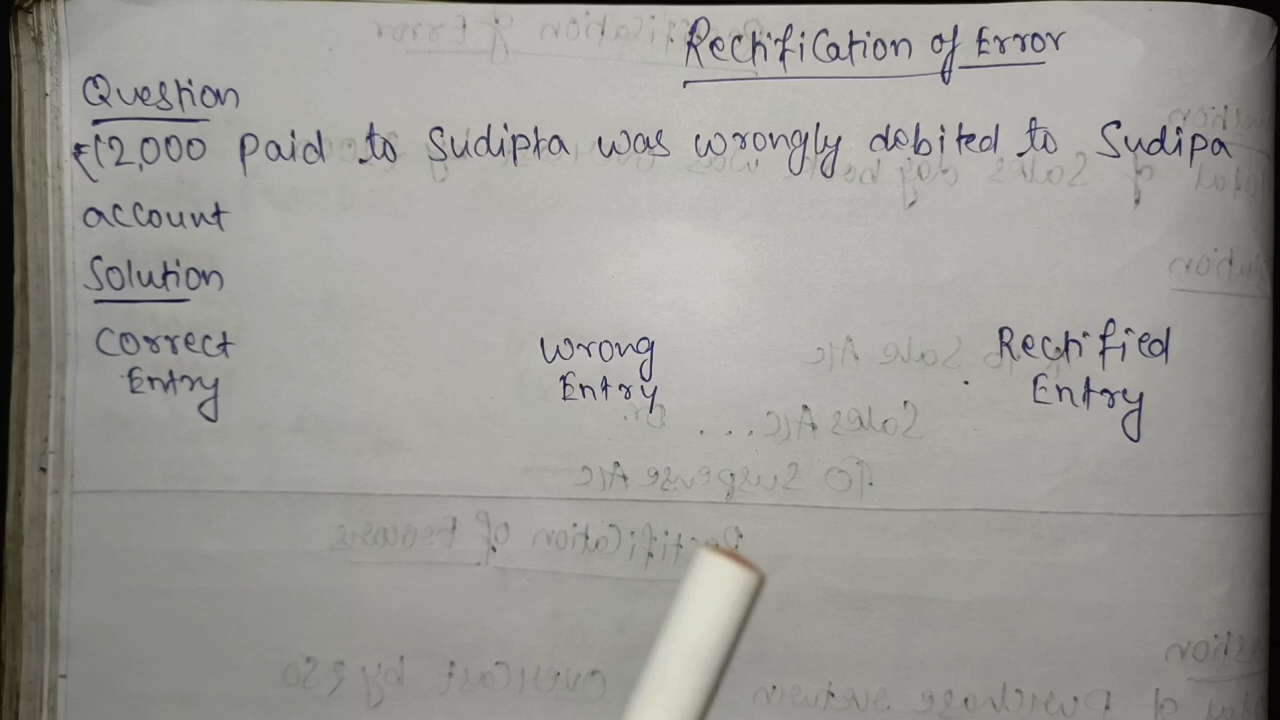 Rectification of Error
Question
₹12,000 paid to Sudipta was wrongly debited to Sudipa
account
Solution
Correct Entry
Wrong Entry
Rectified Entry